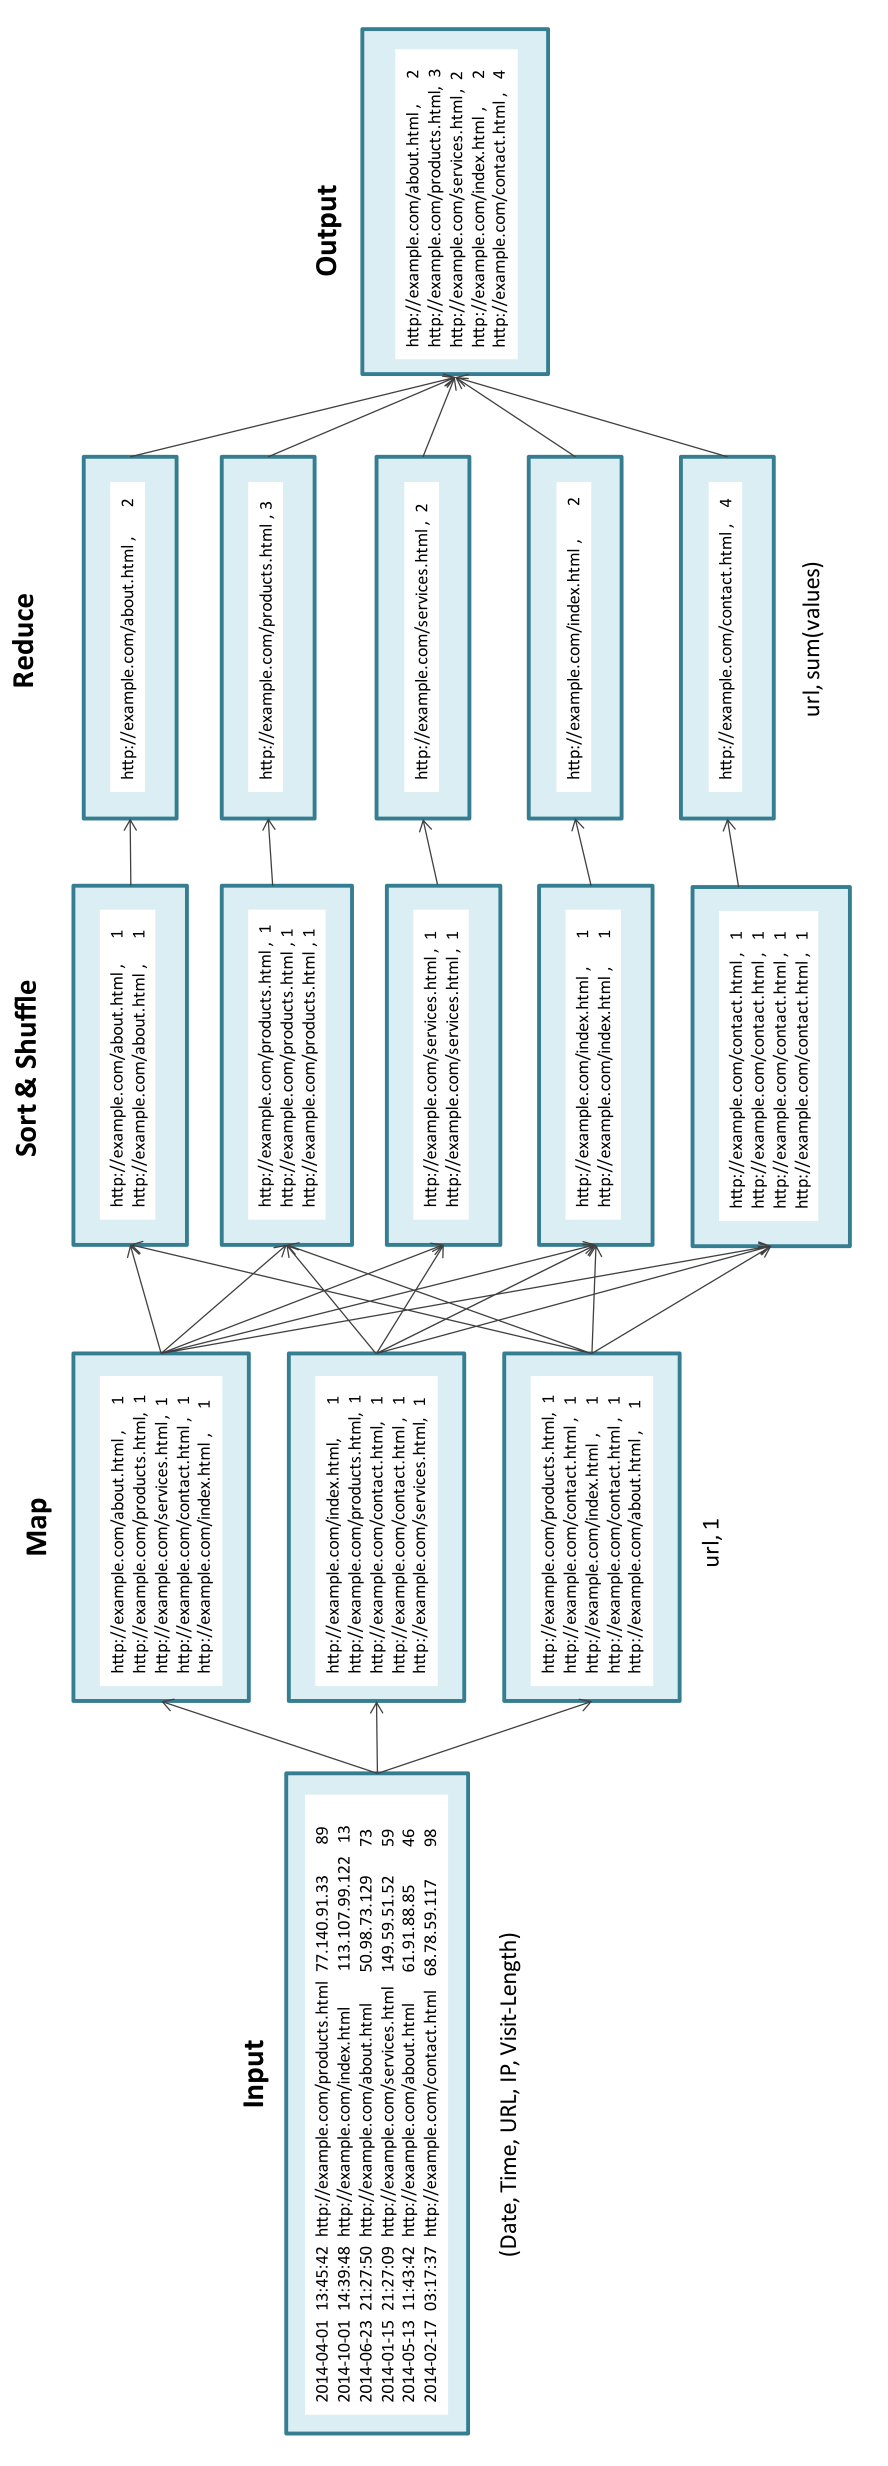 Input
2014-04-01 13:45:42 http://example.com/products.html 77.140.91.33 89
2014-10-01 14:39:48 http://example.com/index.html 113.107.99.122 13
2014-06-23 21:27:50 http://example.com/about.html 50.98.73.129 73
2014-01-15 21:27:09 http://example.com/services.html 149.59.51.52 59
2014-05-13 11:43:42 http://example.com/about.html 61.91.88.85 46
2014-02-17 03:17:37 http://example.com/contact.html 68.78.59.117 98
(Date, Time, URL, IP, Visit-Length)
Map
http://example.com/about.html, 1
http://example.com/products.html, 1
http://example.com/services.html, 1
http://example.com/contact.html , 1
http://example.com/index.html , 1
http://example.com/index.html, 1
http://example.com/products.html, 1
http://example.com/contact.html, 1
http://example.com/contact.html , 1
http://example.com/services.html, 1
http://example.com/products.html, 1
http://example.com/contact.html, 1
http://example.com/index.html , 1
http://example.com/contact.html , 1
http://example.com/about.html , 1
url, 1
Sort & Shuffle
http://example.com/about.html , 1
http://example.com/about.html , 1
http://example.com/products.html , 1
http://example.com/products.html , 1
http://example.com/products.html , 1
http://example.com/services.html , 1
http://example.com/services.html , 1
http://example.com/index.html , 1
http://example.com/index.html , 1
http://example.com/contact.html , 1
http://example.com/contact.html , 1
http://example.com/contact.html , 1
http://example.com/contact.html , 1
Reduce
http://example.com/about.html , 2
http://example.com/products.html , 3
http://example.com/services.html , 2
http://example.com/index.html , 2
http://example.com/contact.html , 4
url, sum(values)
Output
http://example.com/about.html , 2
http://example.com/products.html, 3
http://example.com/services.html, 2
http://example.com/index.html , 2
http://example.com/contact.html , 4